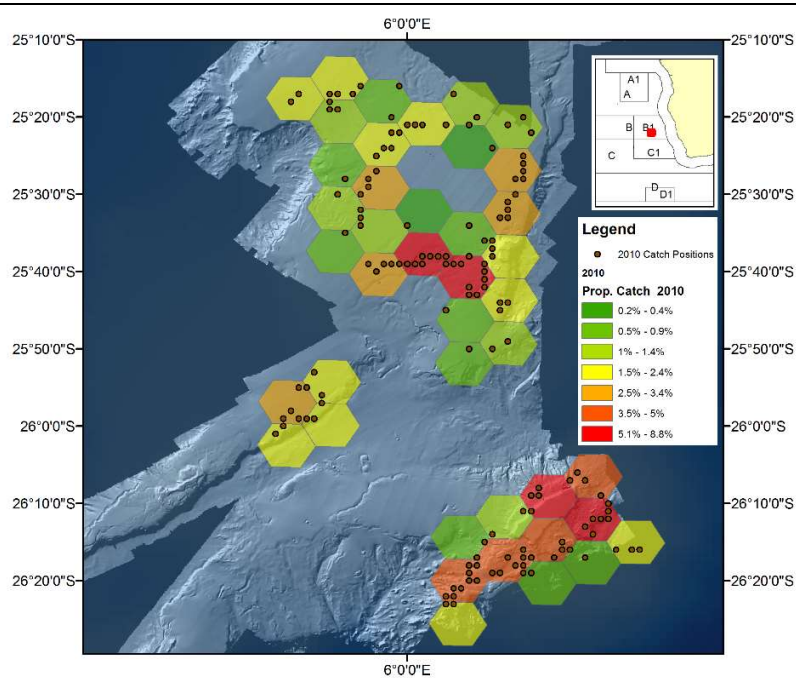 6°0'0"E
25°10'0"S
25°10'0"S
25°20'0"S
25°20'0"S
25°30'0"S
25°30'0"S
25°40'0"S
25°40'0"S
25°50'0"S
25°50'0"S
26°0'0"S
26°0'0"S
26°10'0"S
26°10'0"S
26°20'0"S
26°20'0"S
6°0'0"E
A1
A
B
B1
C
C1
D
D1
Legend
2010 Catch Positions
2010
Prop. Catch 2010
0.2% - 0.4%
0.5% - 0.9%
1% - 1.4%
1.5% - 2.4%
2.5% - 3.4%
3.5% - 5%
5.1% - 8.8%